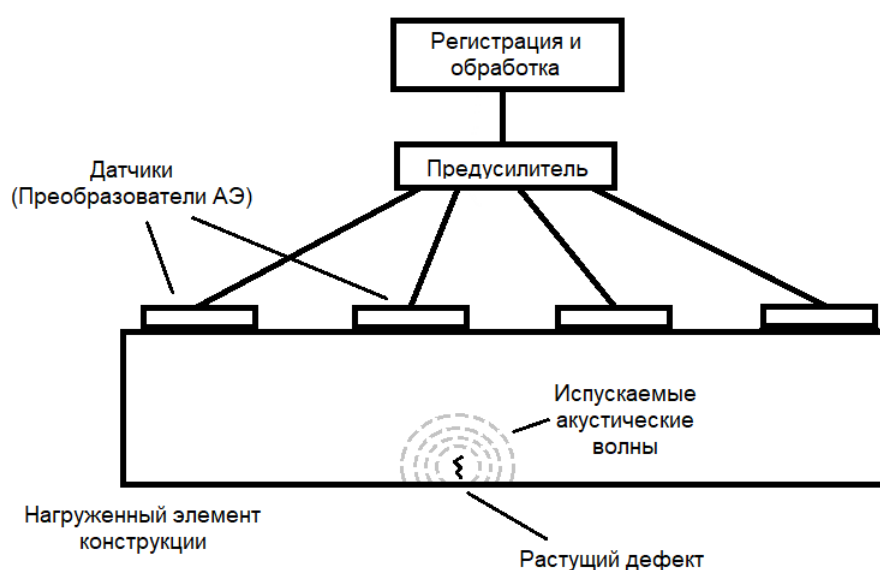 Регистрация и
обработка
Предусилитель
Датчики
(Преобразователи АЭ)
Испускаемые
акустические
волны
Нагруженный элемент
конструкции
Растущий дефект